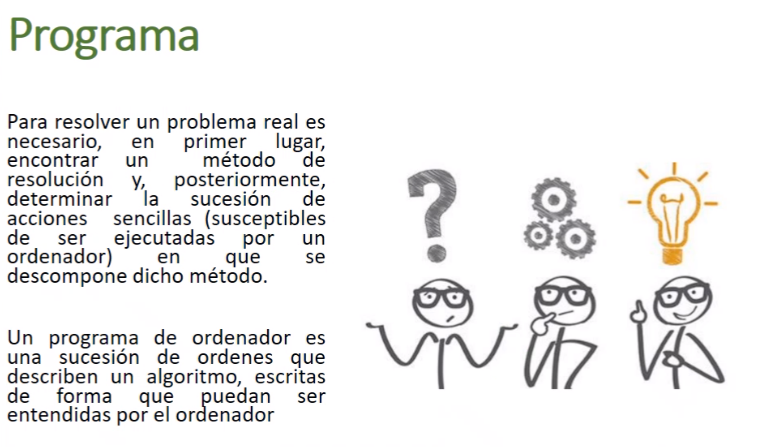 Programa
Para resolver un problema real es
necesario, en primer lugar,
encontrar un método de
resolución y, posteriormente,
determinar la sucesión de
acciones sencillas (susceptibles
de ser ejecutadas por un
ordenador) en que se
descompone dicho método.
Un programa de ordenador es
una sucesión de ordenes que
describen un algoritmo, escritas
de forma que puedan ser
entendidas por el ordenador
?